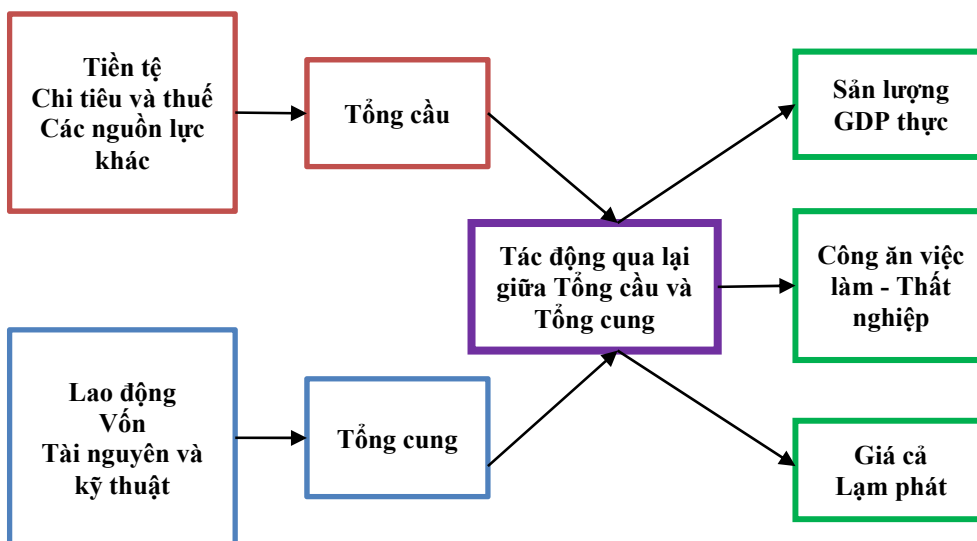 Tiền tệ
Chi tiêu và thuế
Các nguồn lực
khác
Tổng cầu
Sản lượng
GDP thực
Tác động qua lại
giữa Tổng cầu và
Tổng cung
Công ăn việc
làm - Thất
nghiệp
Lao động
Vốn
Tài nguyên và
kỹ thuật
Tổng cung
Giá cả
Lạm phát